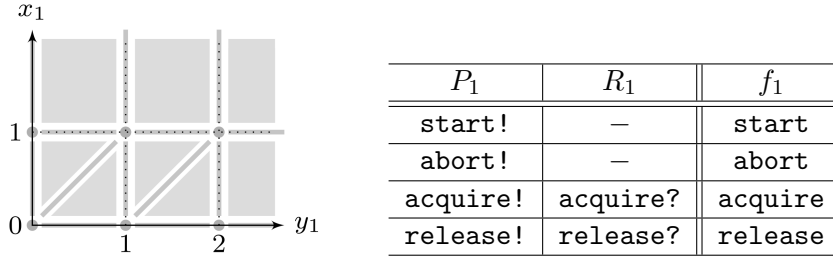 x₁
1
0
1 2
y₁
P₁ R₁ f₁
start! − start
abort! − abort
acquire! acquire? acquire
release! release? release